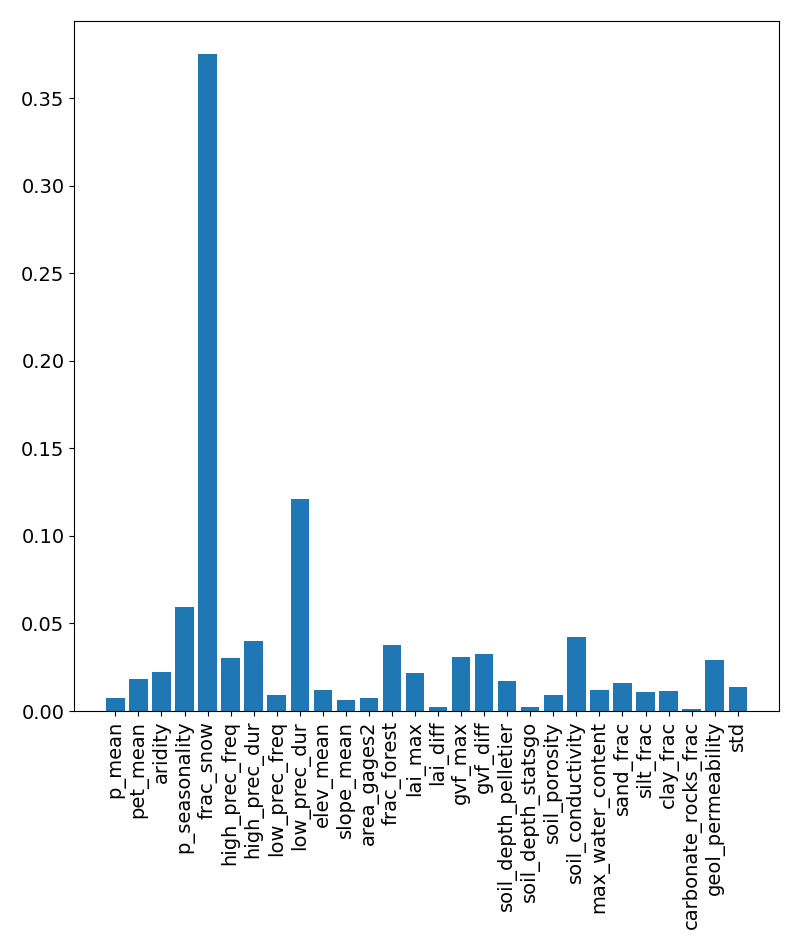 0.35
0.30
0.25
0.20
0.15
0.10
0.05
0.00
p_mean
pet_mean
aridity
p_seasonality
frac_snow
high_prec_freq
high_prec_dur
low_prec_freq
low_prec_dur
elev_mean
slope_mean
area_gages2
frac_forest
lai_max
lai_diff
gvf_max
gvf_diff
soil_depth_pelletier
soil_depth_statsgo
soil_porosity
soil_conductivity
max_water_content
sand_frac
silt_frac
clay_frac
carbonate_rocks_frac
geol_permeability
std